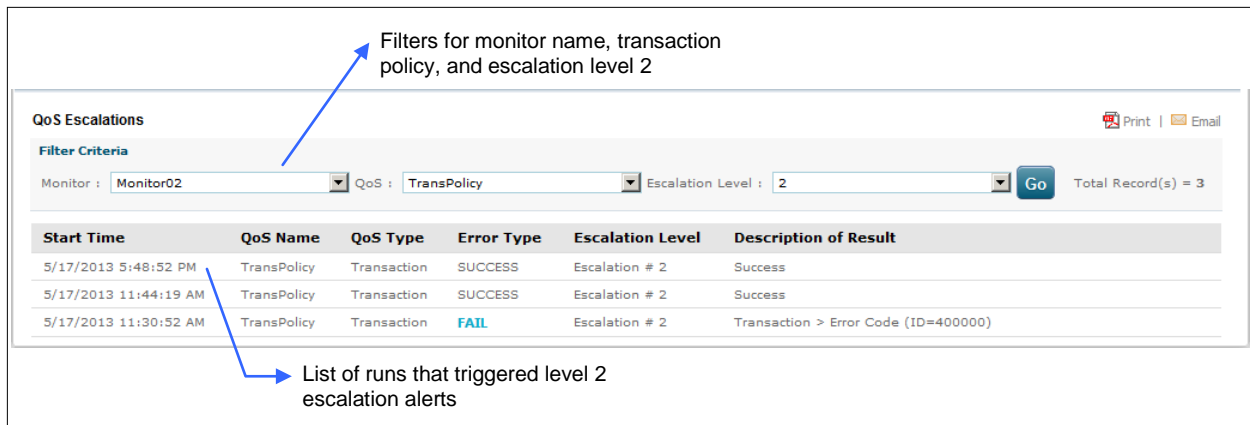 Filters for monitor name, transaction
policy, and escalation level 2
QoS Escalations
Print | Email
Filter Criteria
Monitor : Monitor02 QoS : TransPolicy Escalation Level : 2 Go Total Record(s) = 3
Start Time QoS Name QoS Type Error Type Escalation Level Description of Result
5/17/2013 5:48:52 PM TransPolicy Transaction SUCCESS Escalation # 2 Success
5/17/2013 11:44:19 AM TransPolicy Transaction SUCCESS Escalation # 2 Success
5/17/2013 11:30:52 AM TransPolicy Transaction FAIL Escalation # 2 Transaction > Error Code (ID=400000)
List of runs that triggered level 2
escalation alerts